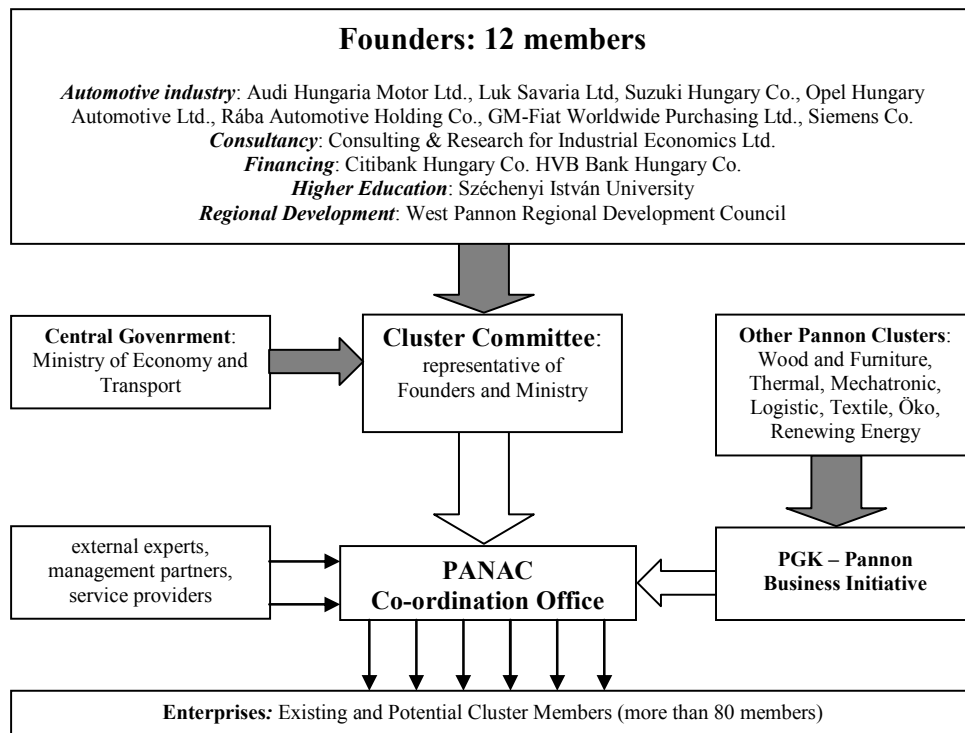 Founders: 12 members
Automotive industry: Audi Hungaria Motor Ltd., Luk Savaria Ltd, Suzuki Hungary Co., Opel Hungary
Automotive Ltd., Rába Automotive Holding Co., GM-Fiat Worldwide Purchasing Ltd., Siemens Co.
Consultancy: Consulting & Research for Industrial Economics Ltd.
Financing: Citibank Hungary Co. HVB Bank Hungary Co.
Higher Education: Széchenyi István University
Regional Development: West Pannon Regional Development Council
Central Govenrment:
Ministry of Economy and
Transport
Cluster Committee:
representative of
Founders and Ministry
Other Pannon Clusters:
Wood and Furniture,
Thermal, Mechatronic,
Logistic, Textile, Öko,
Renewing Energy
external experts,
management partners,
service providers
PANAC
Co-ordination Office
PGK – Pannon
Business Initiative
Enterprises: Existing and Potential Cluster Members (more than 80 members)